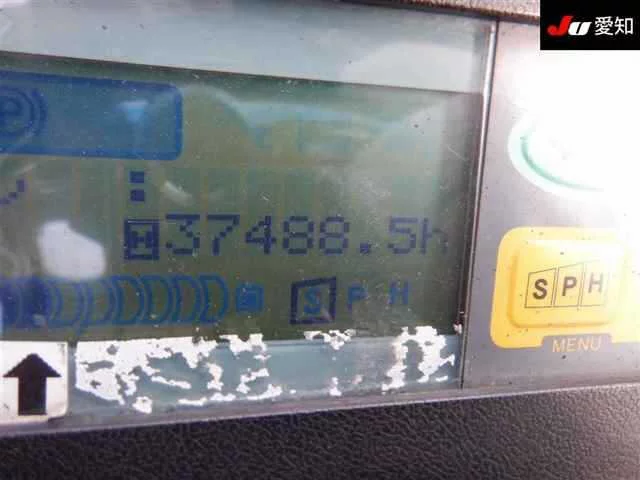 JU 愛知
:
H 37488.5h
S P H
SPH
MENU